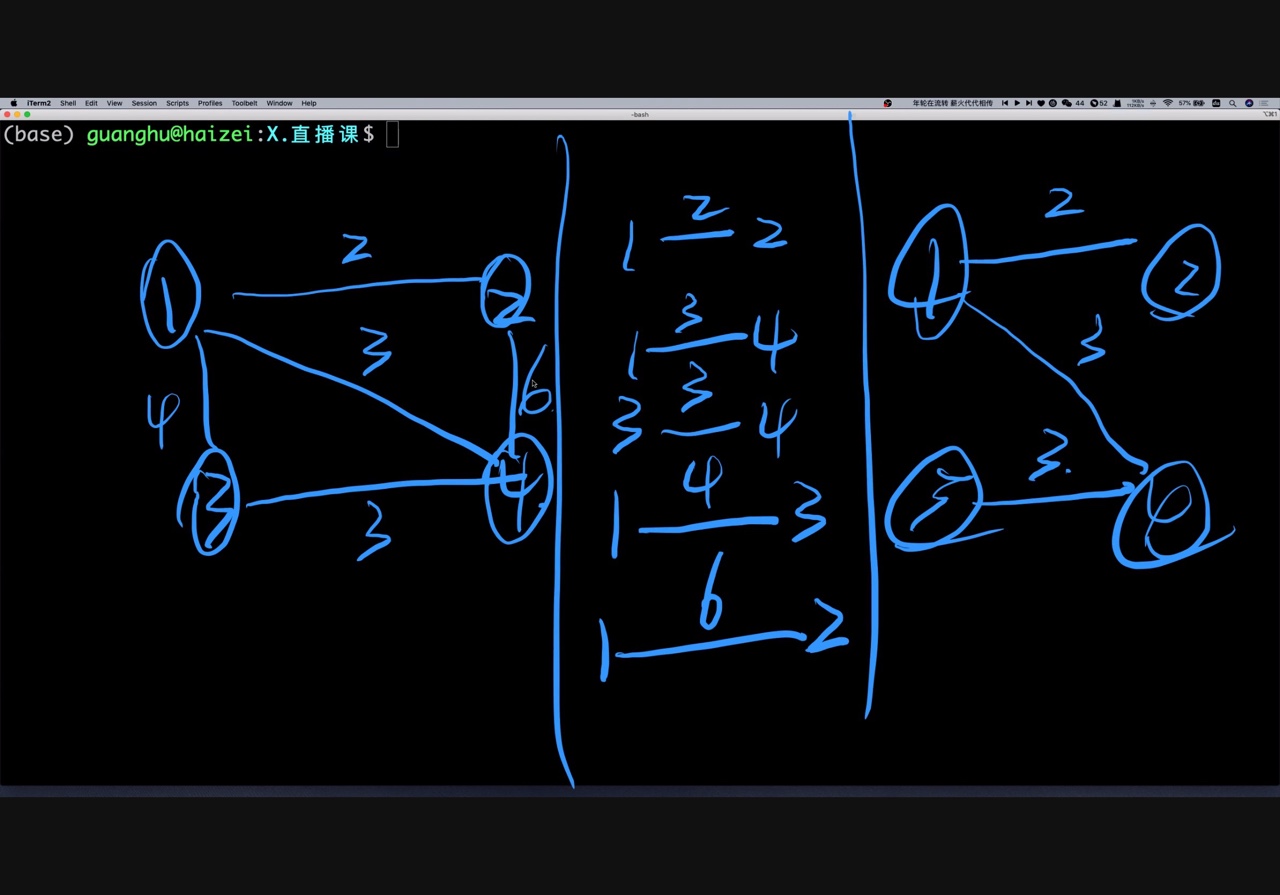 iTerm2 Shell Edit View Session Scripts Profiles Toolbelt Window Help
年轮在流转 薪火代代相传 44 52 57%
-bash
(base) guanghu@haizei:X.直播课$
1 2 2
3
4 6
3 3 4
1 2 2
1 3 4
3 3 4
1 4 3
1 6 2
1 2 2
3
3 3. 4